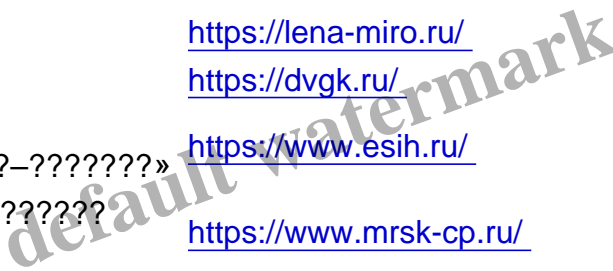 https://lena-miro.ru/
https://dvgk.ru/
?–???????» https://www.esih.ru/
?????? https://www.mrsk-cp.ru/
default watermark